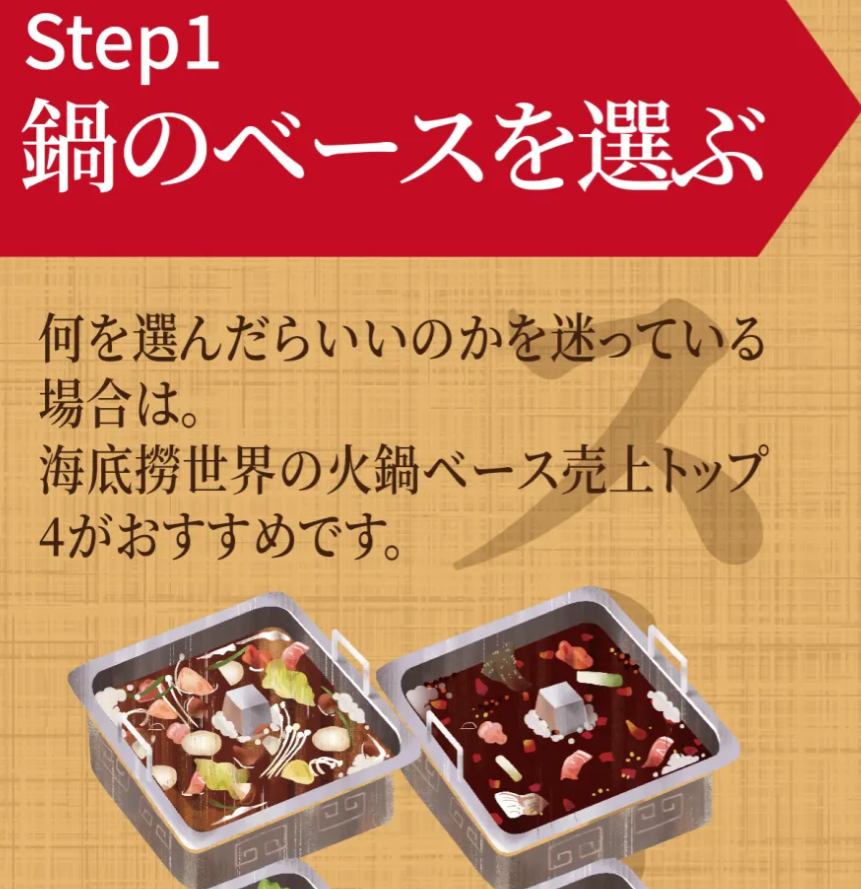 Step1
鍋のベースを選ぶ
何を選んだらいいのかを迷っている
場合は。
海底撈世界の火鍋ベース売上トップ
4がおすすめです。
ス